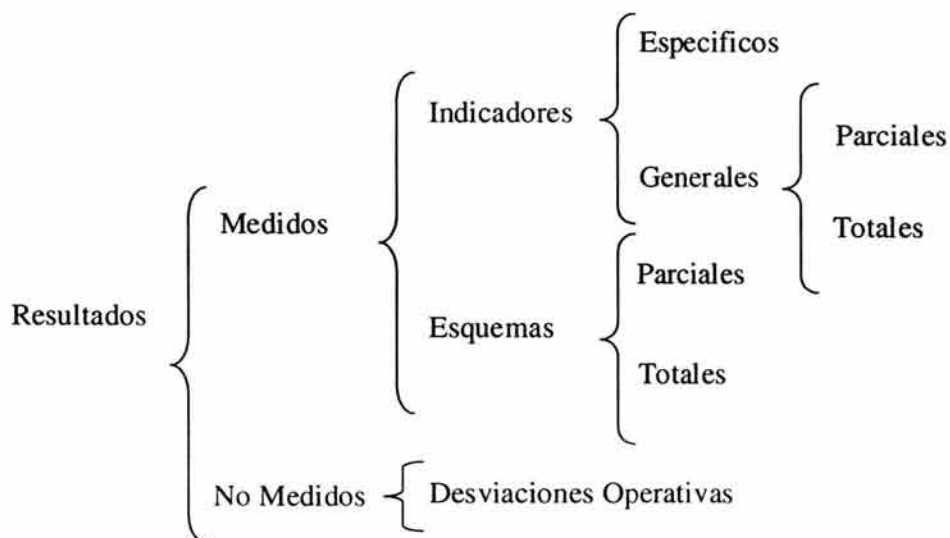 Resultados
Medidos
Indicadores
Especificos
Generales
Parciales
Totales
Esquemas
Parciales
Totales
No Medidos
Desviaciones Operativas